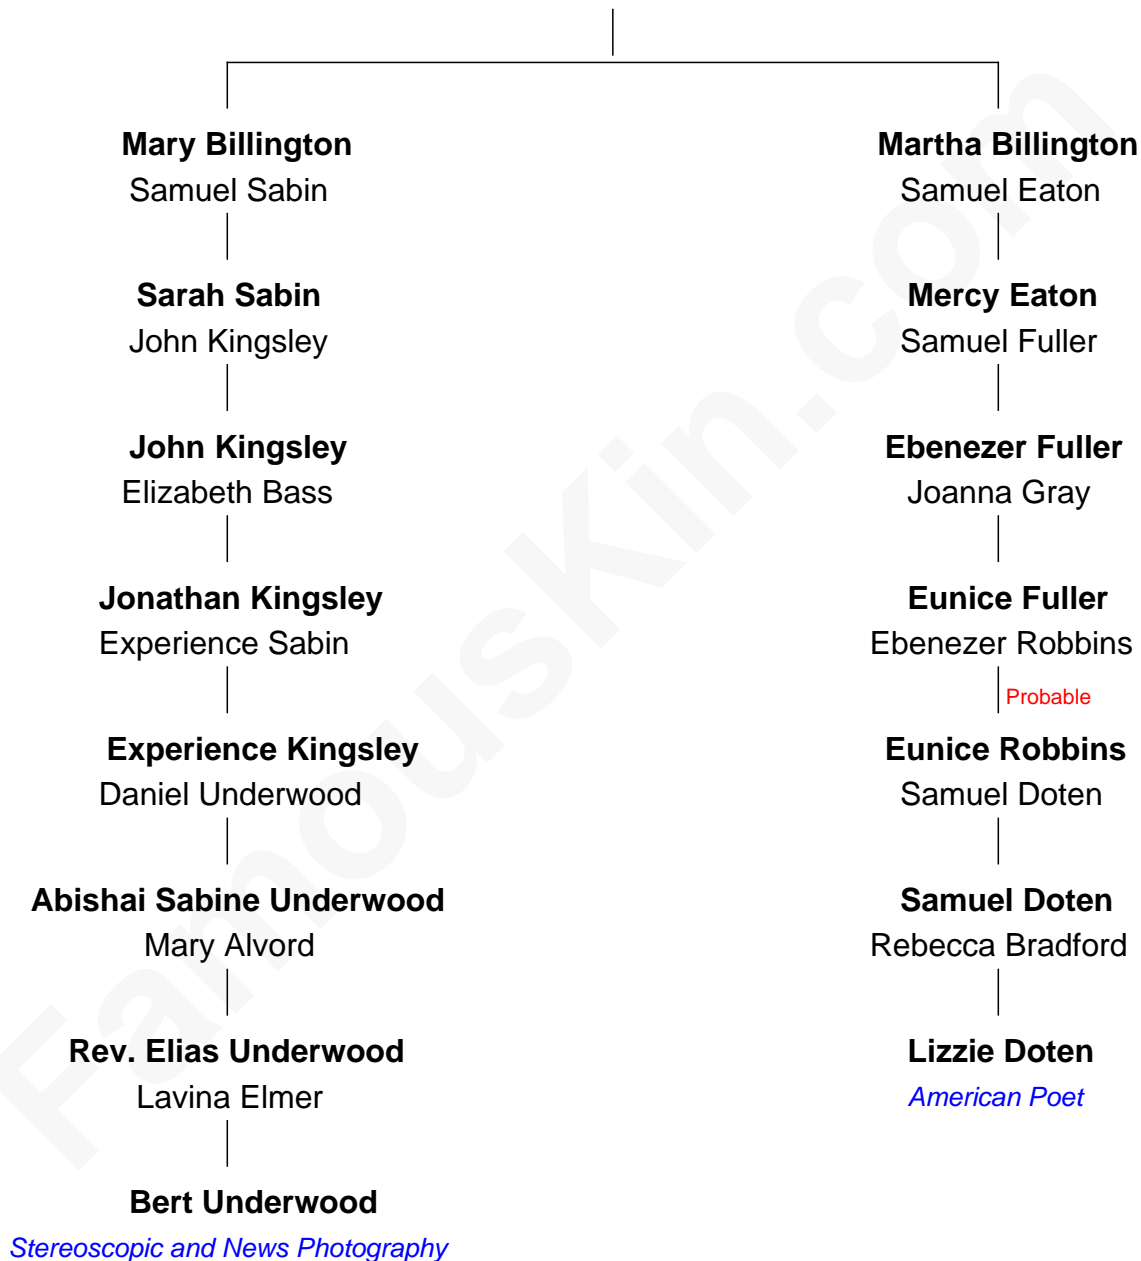 Mary Billington
Samuel Sabin
Sarah Sabin
John Kingsley
John Kingsley
Elizabeth Bass
Jonathan Kingsley
Experience Sabin
Experience Kingsley
Daniel Underwood
Abishai Sabine Underwood
Mary Alvord
Rev. Elias Underwood
Lavina Elmer
Bert Underwood
Stereoscopic and News Photography
Martha Billington
Samuel Eaton
Mercy Eaton
Samuel Fuller
Ebenezer Fuller
Joanna Gray
Eunice Fuller
Ebenezer Robbins
Probable
Eunice Robbins
Samuel Doten
Samuel Doten
Rebecca Bradford
Lizzie Doten
American Poet
FamousKin.com